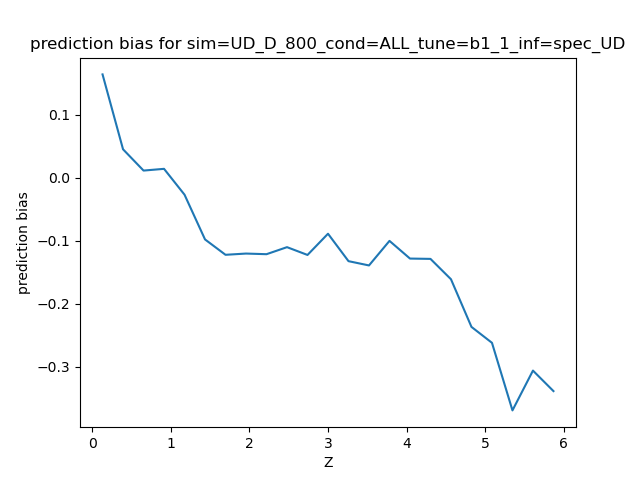 prediction bias for sim=UD_D_800_cond=ALL_tune=b1_1_inf=spec_UD
0.1
0.0
−0.1
−0.2
−0.3
prediction bias
0 1 2 3 4 5 6
Z